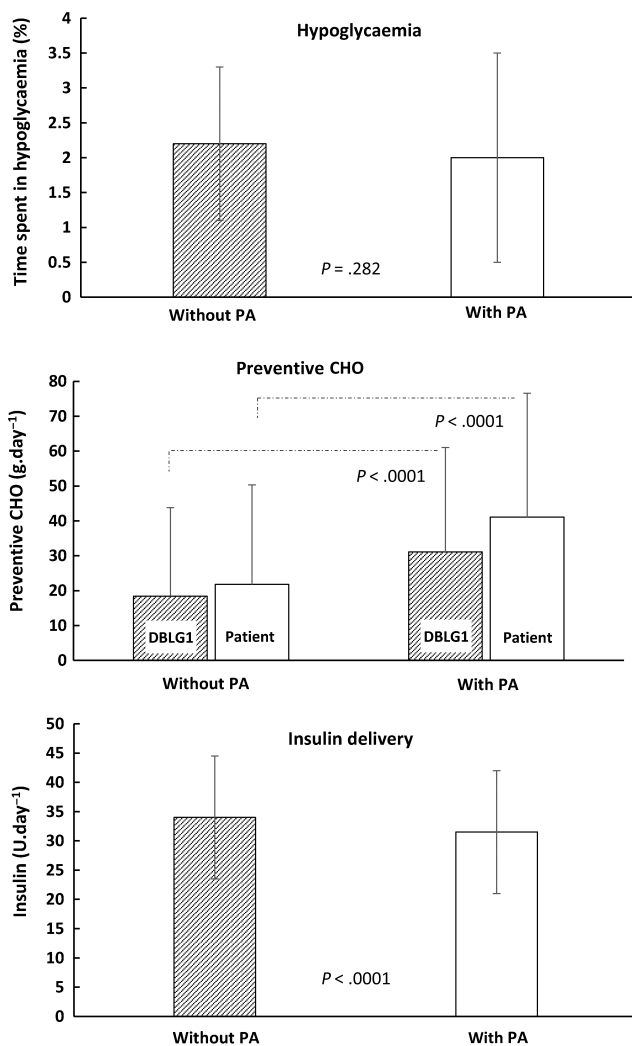 Hypoglycaemia
Time spent in hypoglycaemia (%)
4
3.5
3
2.5
2
1.5
1
0.5
0
P = .282
Without PA
With PA
Preventive CHO
Preventive CHO (g.day⁻¹)
80
70
60
50
40
30
20
10
0
P < .0001
P < .0001
DBLG1
Patient
DBLG1
Patient
Without PA
With PA
Insulin delivery
Insulin (U.day⁻¹)
50
45
40
35
30
25
20
15
10
5
0
P < .0001
Without PA
With PA